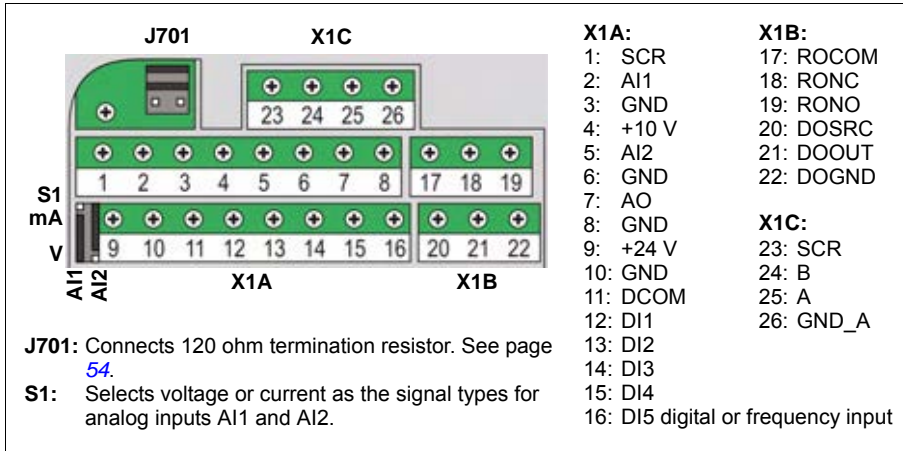 J701 X1C
23 24 25 26
1 2 3 4 5 6 7 8 17 18 19
S1
mA
V
9 10 11 12 13 14 15 16 20 21 22
AI1
AI2
X1A X1B
J701: Connects 120 ohm termination resistor. See page
54.
S1: Selects voltage or current as the signal types for
analog inputs AI1 and AI2.
X1A:
1: SCR
2: AI1
3: GND
4: +10 V
5: AI2
6: GND
7: AO
8: GND
9: +24 V
10: GND
11: DCOM
12: DI1
13: DI2
14: DI3
15: DI4
16: DI5 digital or frequency input
X1B:
17: ROCOM
18: RONC
19: RONO
20: DOSRC
21: DOOUT
22: DOGND
X1C:
23: SCR
24: B
25: A
26: GND_A